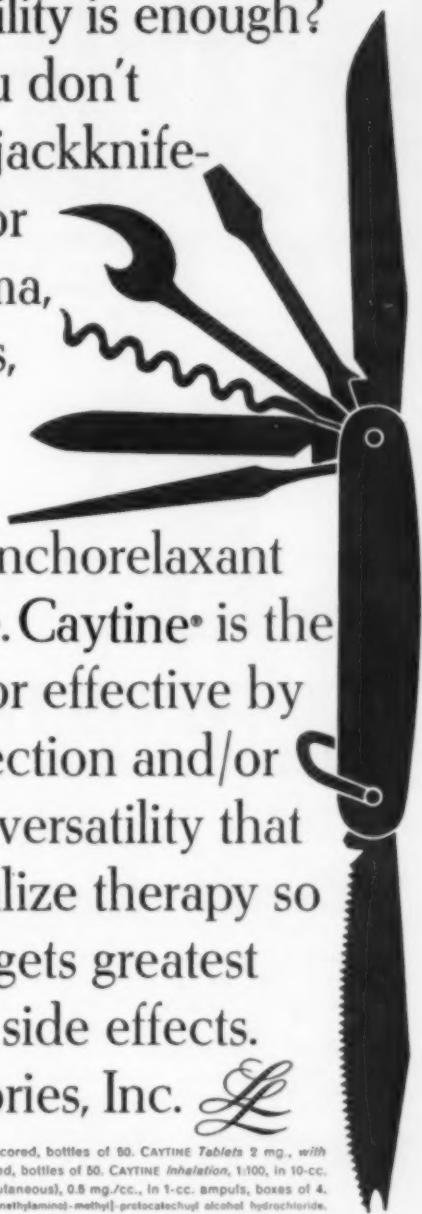 ility is enough?
u don't
jackknife-
or
na,
s,
nchorelaxant
. Caytine® is the
or effective by
ection and/or
versatility that
lize therapy so
gets greatest
side effects.
ories, Inc.
cored, bottles of 50. CAYTINE Tablets 2 mg., with
ed, bottles of 50. CAYTINE Inhalation, 1:100, in 10-cc.
utaneous), 0.5 mg./cc., in 1-cc. ampuls, boxes of 4.
methylamino]-methyl]-protocatechuyl alcohol hydrochloride.